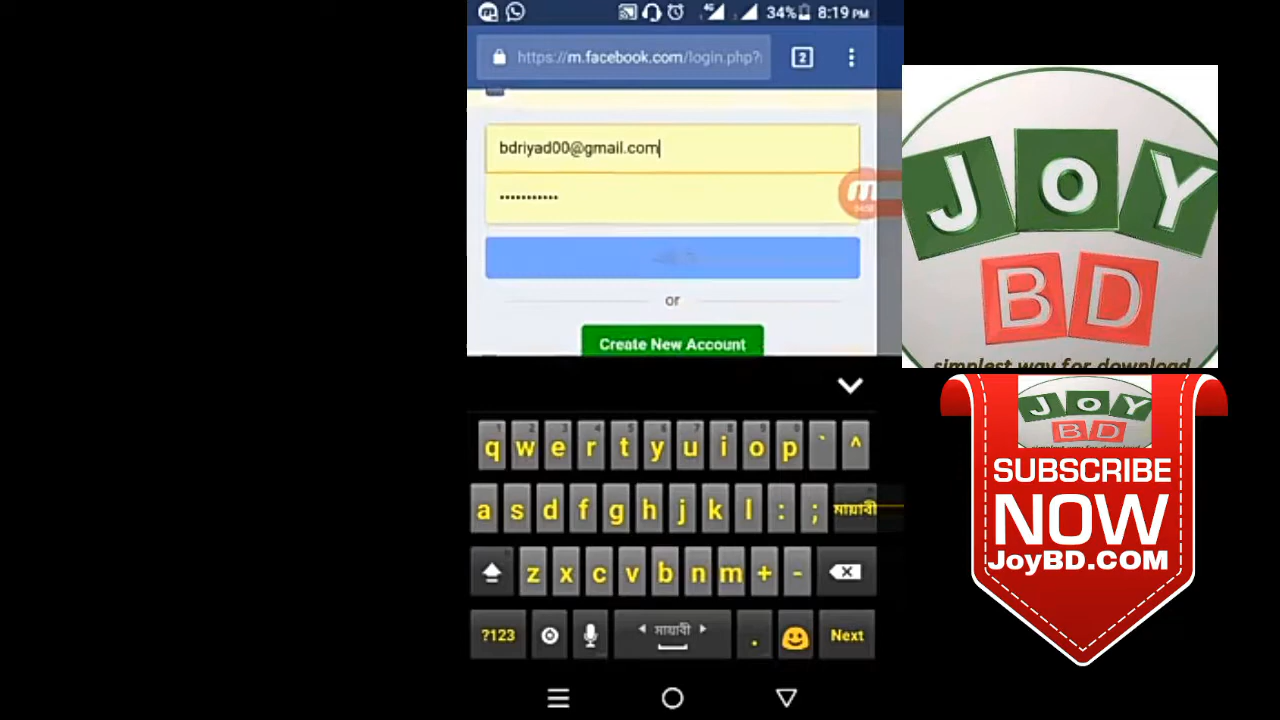 34% 8:19 PM
https://m.facebook.com/login.php?
2
bdriyad00@gmail.com
•••••••••••
or
Create New Account
q w e r t y u i o p ` ^
a s d f g h j k l : ; মায়াবী
z x c v b n m + -
?123 মায়াবী . Next
JOY
BD
simplest way for download
JOY
BD
SUBSCRIBE
NOW
JoyBD.COM